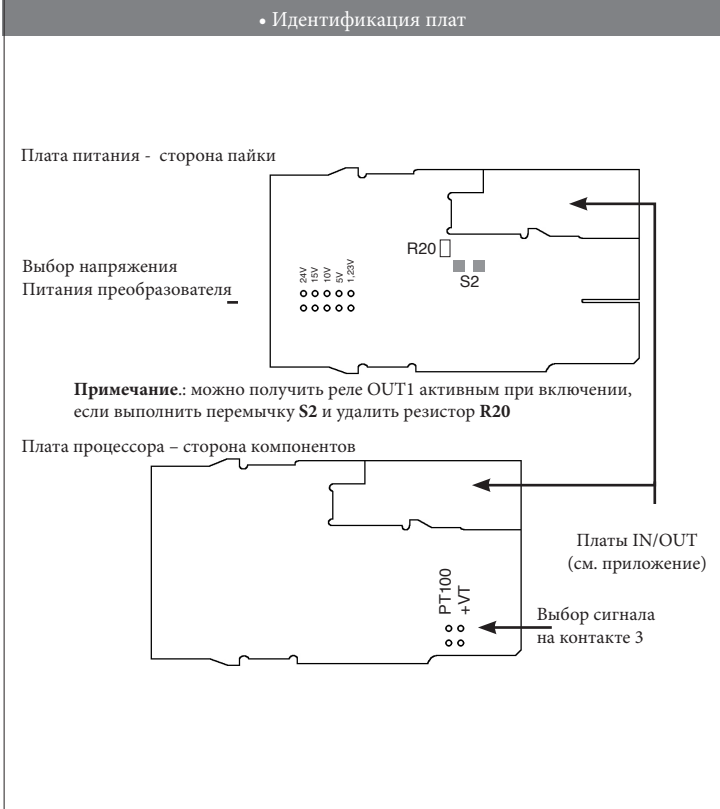 • Идентификация плат
Плата питания - сторона пайки
R20
S2
24V
15V
10V
5V
1,23V
Выбор напряжения
Питания преобразователя
Примечание.: можно получить реле OUT1 активным при включении,
если выполнить перемычку S2 и удалить резистор R20
Плата процессора – сторона компонентов
Платы IN/OUT
(см. приложение)
PT100
+VT
Выбор сигнала
на контакте 3